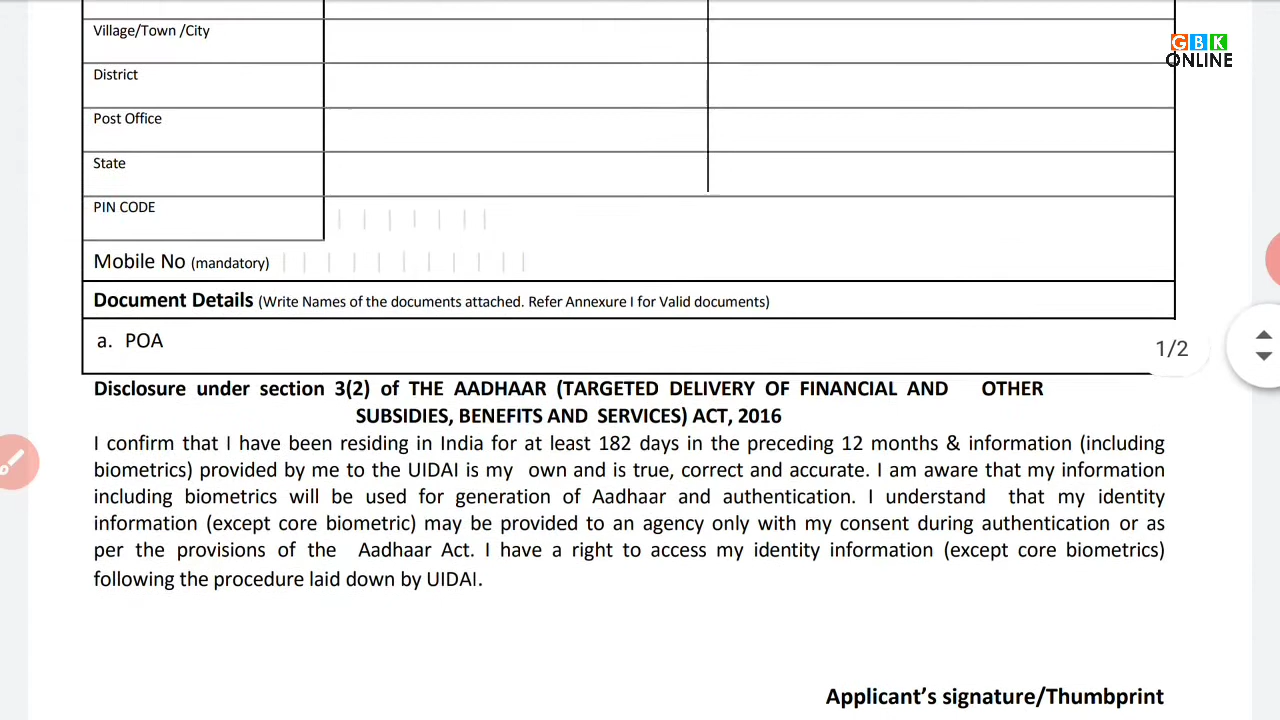 Village/Town /City
GBK
ONLINE
District
Post Office
State
PIN CODE
Mobile No (mandatory)
Document Details (Write Names of the documents attached. Refer Annexure I for Valid documents)
a. POA
1/2
Disclosure under section 3(2) of THE AADHAAR (TARGETED DELIVERY OF FINANCIAL AND OTHER
SUBSIDIES, BENEFITS AND SERVICES) ACT, 2016
I confirm that I have been residing in India for at least 182 days in the preceding 12 months & information (including
biometrics) provided by me to the UIDAI is my own and is true, correct and accurate. I am aware that my information
including biometrics will be used for generation of Aadhaar and authentication. I understand that my identity
information (except core biometric) may be provided to an agency only with my consent during authentication or as
per the provisions of the Aadhaar Act. I have a right to access my identity information (except core biometrics)
following the procedure laid down by UIDAI.
Applicant’s signature/Thumbprint